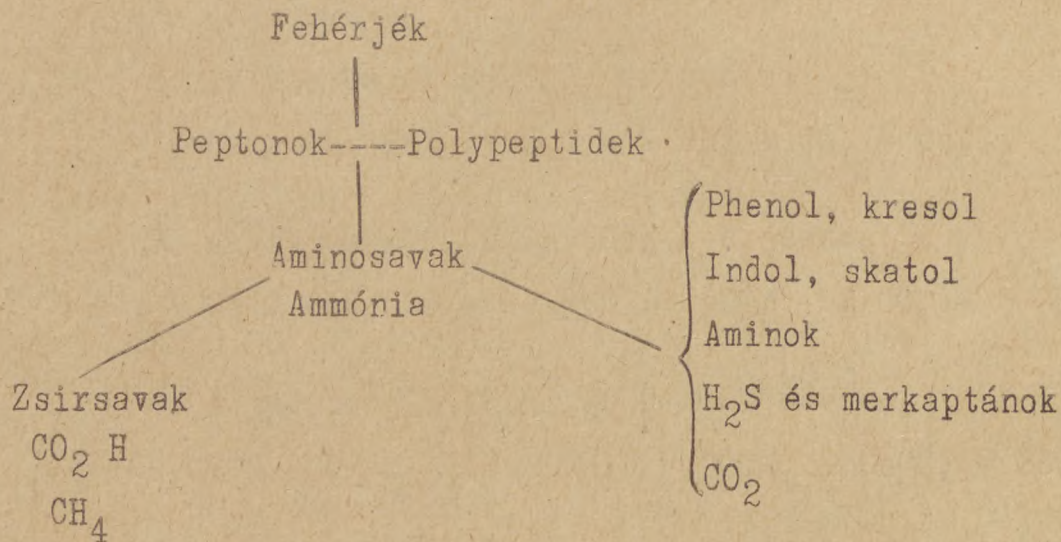 Fehérjék
Peptonok----Polypeptidek
Aminosavak
Ammónia
Zsirsavak
CO₂ H
CH₄
Phenol, kresol
Indol, skatol
Aminok
H₂S és merkaptánok
CO₂